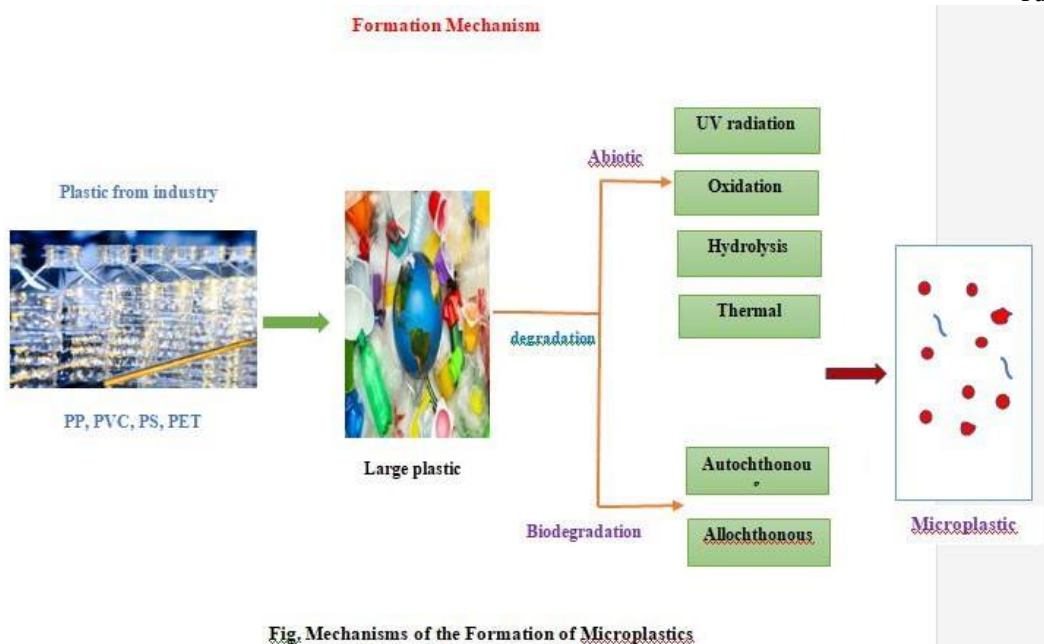 Formation Mechanism
UV radiation
Abiotic
Oxidation
Plastic from industry
Hydrolysis
Thermal
degradation
PP, PVC, PS, PET
Large plastic
Autochthonou
Biodegradation
Allochthonous
Microplastic
Fig, Mechanisms of the Formation of Microplastics